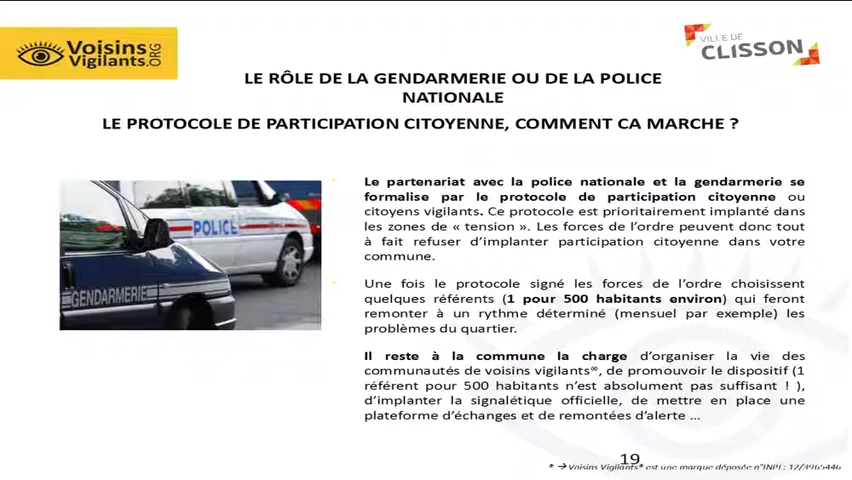 Voisins
Vigilants.ORG
VILLE DE
CLISSON
LE RÔLE DE LA GENDARMERIE OU DE LA POLICE
NATIONALE
LE PROTOCOLE DE PARTICIPATION CITOYENNE, COMMENT CA MARCHE ?
POLICE
GENDARMERIE
Le partenariat avec la police nationale et la gendarmerie se
formalise par le protocole de participation citoyenne ou
citoyens vigilants. Ce protocole est prioritairement implanté dans
les zones de « tension ». Les forces de l'ordre peuvent donc tout
à fait refuser d'implanter participation citoyenne dans votre
commune.
Une fois le protocole signé les forces de l'ordre choisissent
quelques référents (1 pour 500 habitants environ) qui feront
remonter à un rythme déterminé (mensuel par exemple) les
problèmes du quartier.
Il reste à la commune la charge d'organiser la vie des
communautés de voisins vigilants®, de promouvoir le dispositif (1
référent pour 500 habitants n'est absolument pas suffisant ! ),
d'implanter la signalétique officielle, de mettre en place une
plateforme d'échanges et de remontées d'alerte ...
19
* → Voisins Vigilants® est une marque déposée n°INPI : 12/3965446